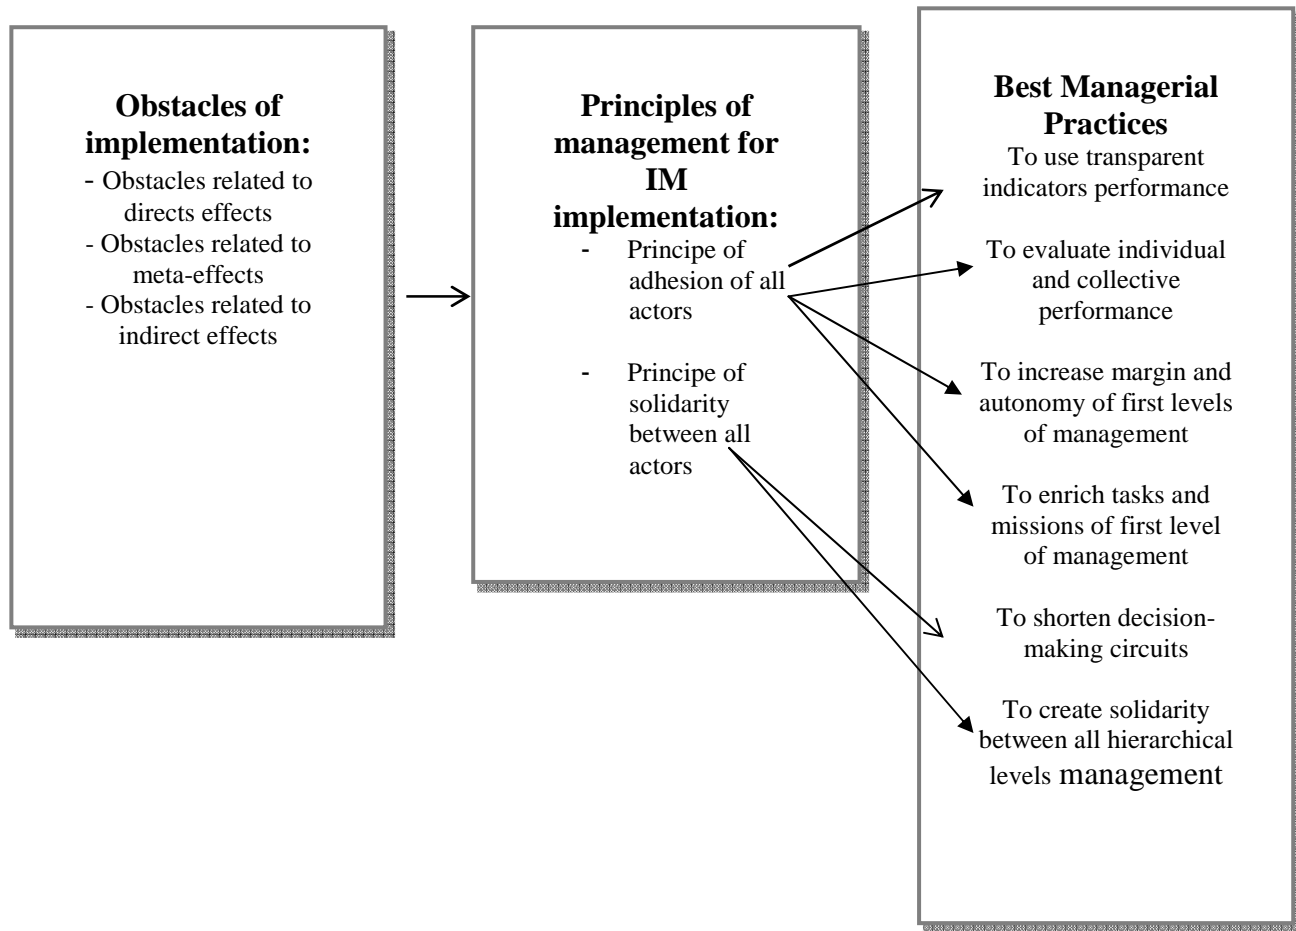 Obstacles of
implementation:
- Obstacles related to
directs effects
- Obstacles related to
meta-effects
- Obstacles related to
indirect effects
Principles of
management for
IM
implementation:
- Principe of
adhesion of all
actors
- Principe of
solidarity
between all
actors
Best Managerial
Practices
To use transparent
indicators performance
To evaluate individual
and collective
performance
To increase margin and
autonomy of first levels
of management
To enrich tasks and
missions of first level
of management
To shorten decision-
making circuits
To create solidarity
between all hierarchical
levels management